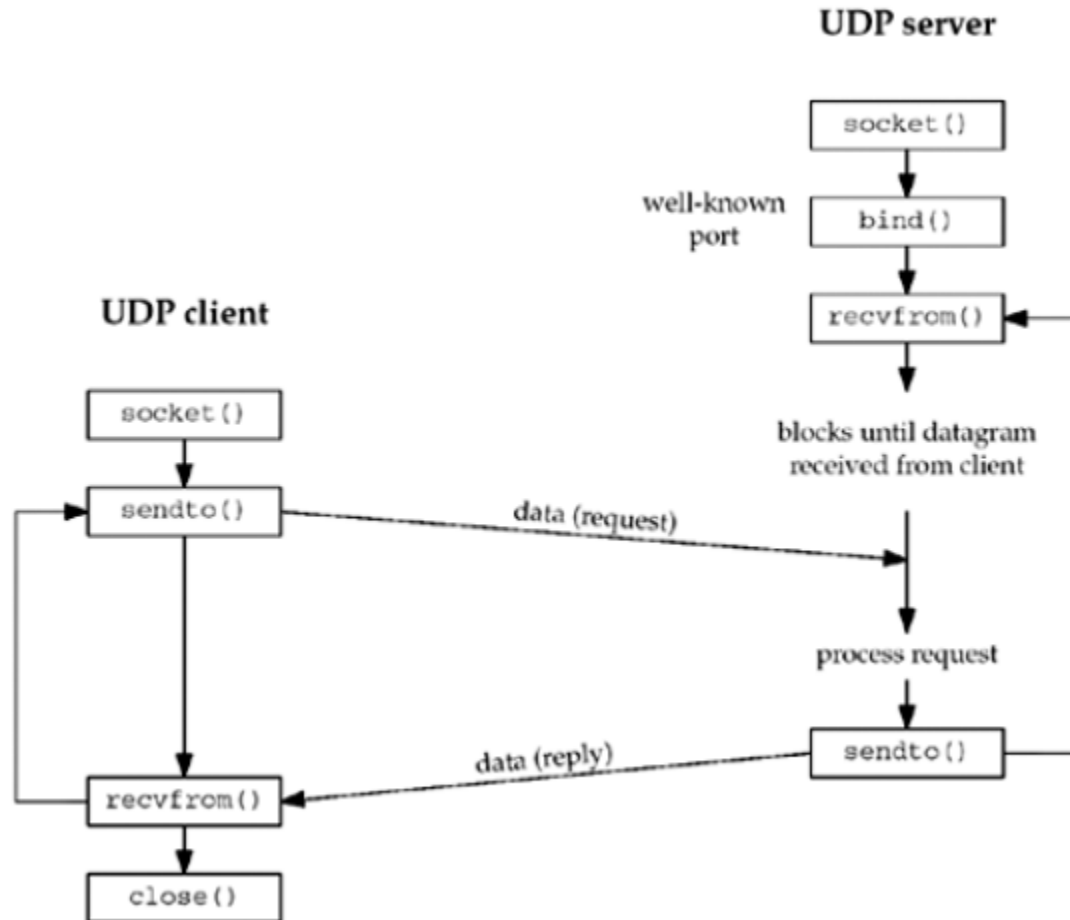 UDP server
socket()
well-known
port
bind()
recvfrom()
UDP client
socket()
blocks until datagram
received from client
sendto()
data (request)
process request
sendto()
data (reply)
recvfrom()
close()